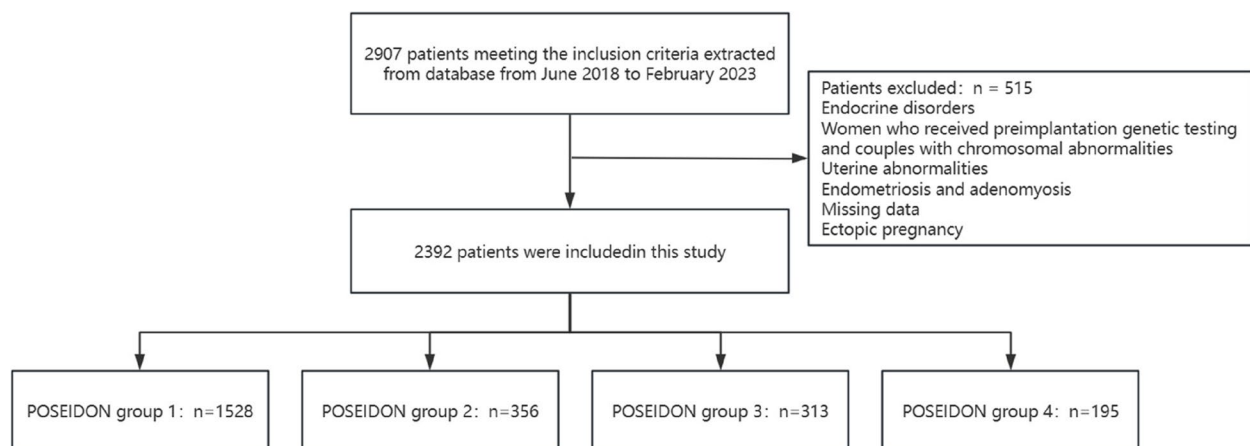 2907 patients meeting the inclusion criteria extracted
from database from June 2018 to February 2023
Patients excluded：n = 515
Endocrine disorders
Women who received preimplantation genetic testing
and couples with chromosomal abnormalities
Uterine abnormalities
Endometriosis and adenomyosis
Missing data
Ectopic pregnancy
2392 patients were includedin this study
POSEIDON group 1：n=1528
POSEIDON group 2：n=356
POSEIDON group 3：n=313
POSEIDON group 4：n=195